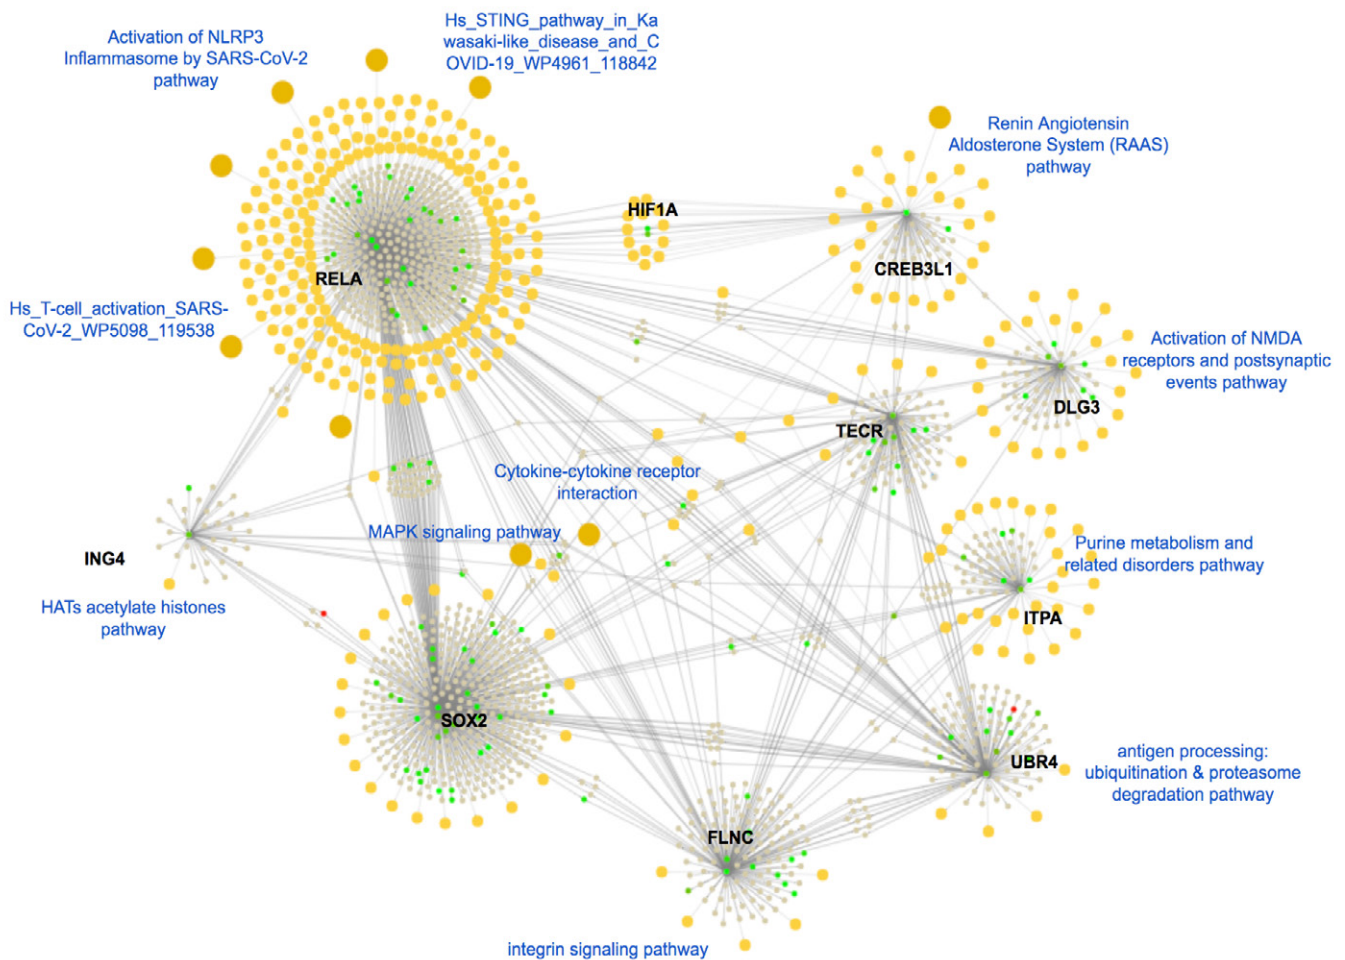 Activation of NLRP3
Inflammasome by SARS-CoV-2
pathway
Hs_STING_pathway_in_Ka
wasaki-like_disease_and_C
OVID-19_WP4961_118842
Renin Angiotensin
Aldosterone System (RAAS)
pathway
HIF1A
CREB3L1
RELA
Hs_T-cell_activation_SARS-
CoV-2_WP5098_119538
Activation of NMDA
receptors and postsynaptic
events pathway
DLG3
TECR
Cytokine-cytokine receptor
interaction
MAPK signaling pathway
ING4
HATs acetylate histones
pathway
Purine metabolism and
related disorders pathway
ITPA
SOX2
UBR4
antigen processing:
ubiquitination & proteasome
degradation pathway
FLNC
integrin signaling pathway